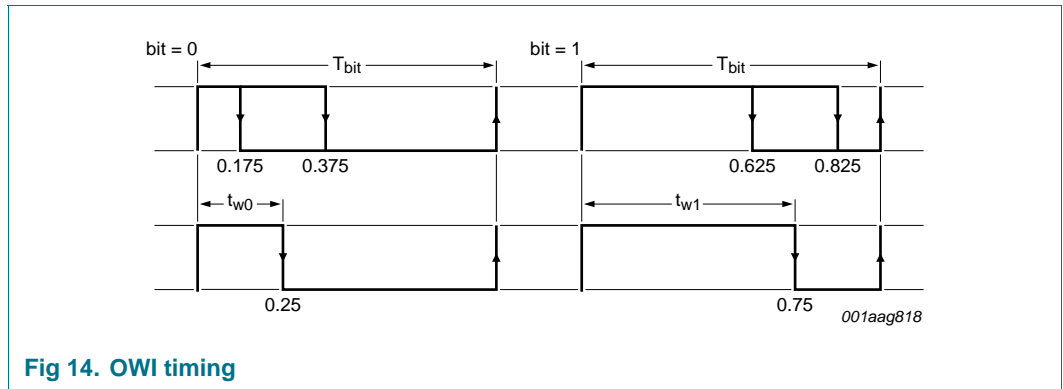 bit = 0 bit = 1
Tbit Tbit
0.175 0.375 0.625 0.825
tw0 tw1
0.25 0.75
001aag818
Fig 14. OWI timing